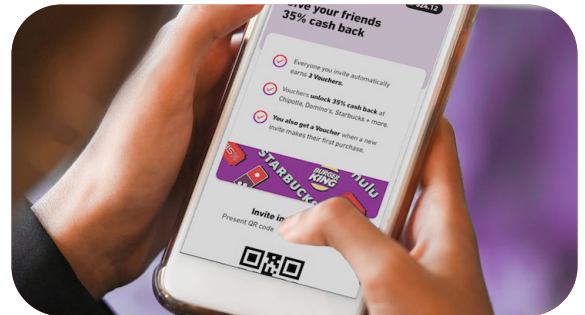 your friends
35% cash back
$24.12
Everyone you invite automatically
earns 3 Vouchers.
Vouchers unlock 35% cash back at
Chipotle, Domino's, Starbucks + more.
You also get a Voucher when a new
invite makes their first purchase.
STARBUCKS
BURGER
KING
hulu
Invite
Present QR code